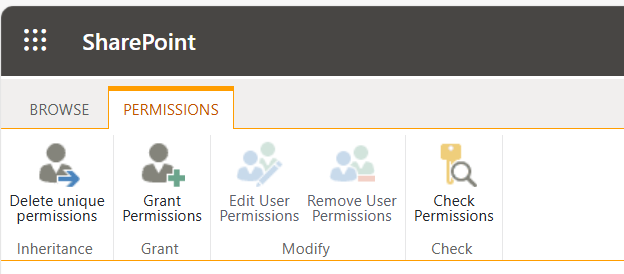 SharePoint
BROWSE PERMISSIONS
Delete unique permissions
Grant Permissions
Edit User Permissions
Remove User Permissions
Check Permissions
Inheritance Grant Modify Check